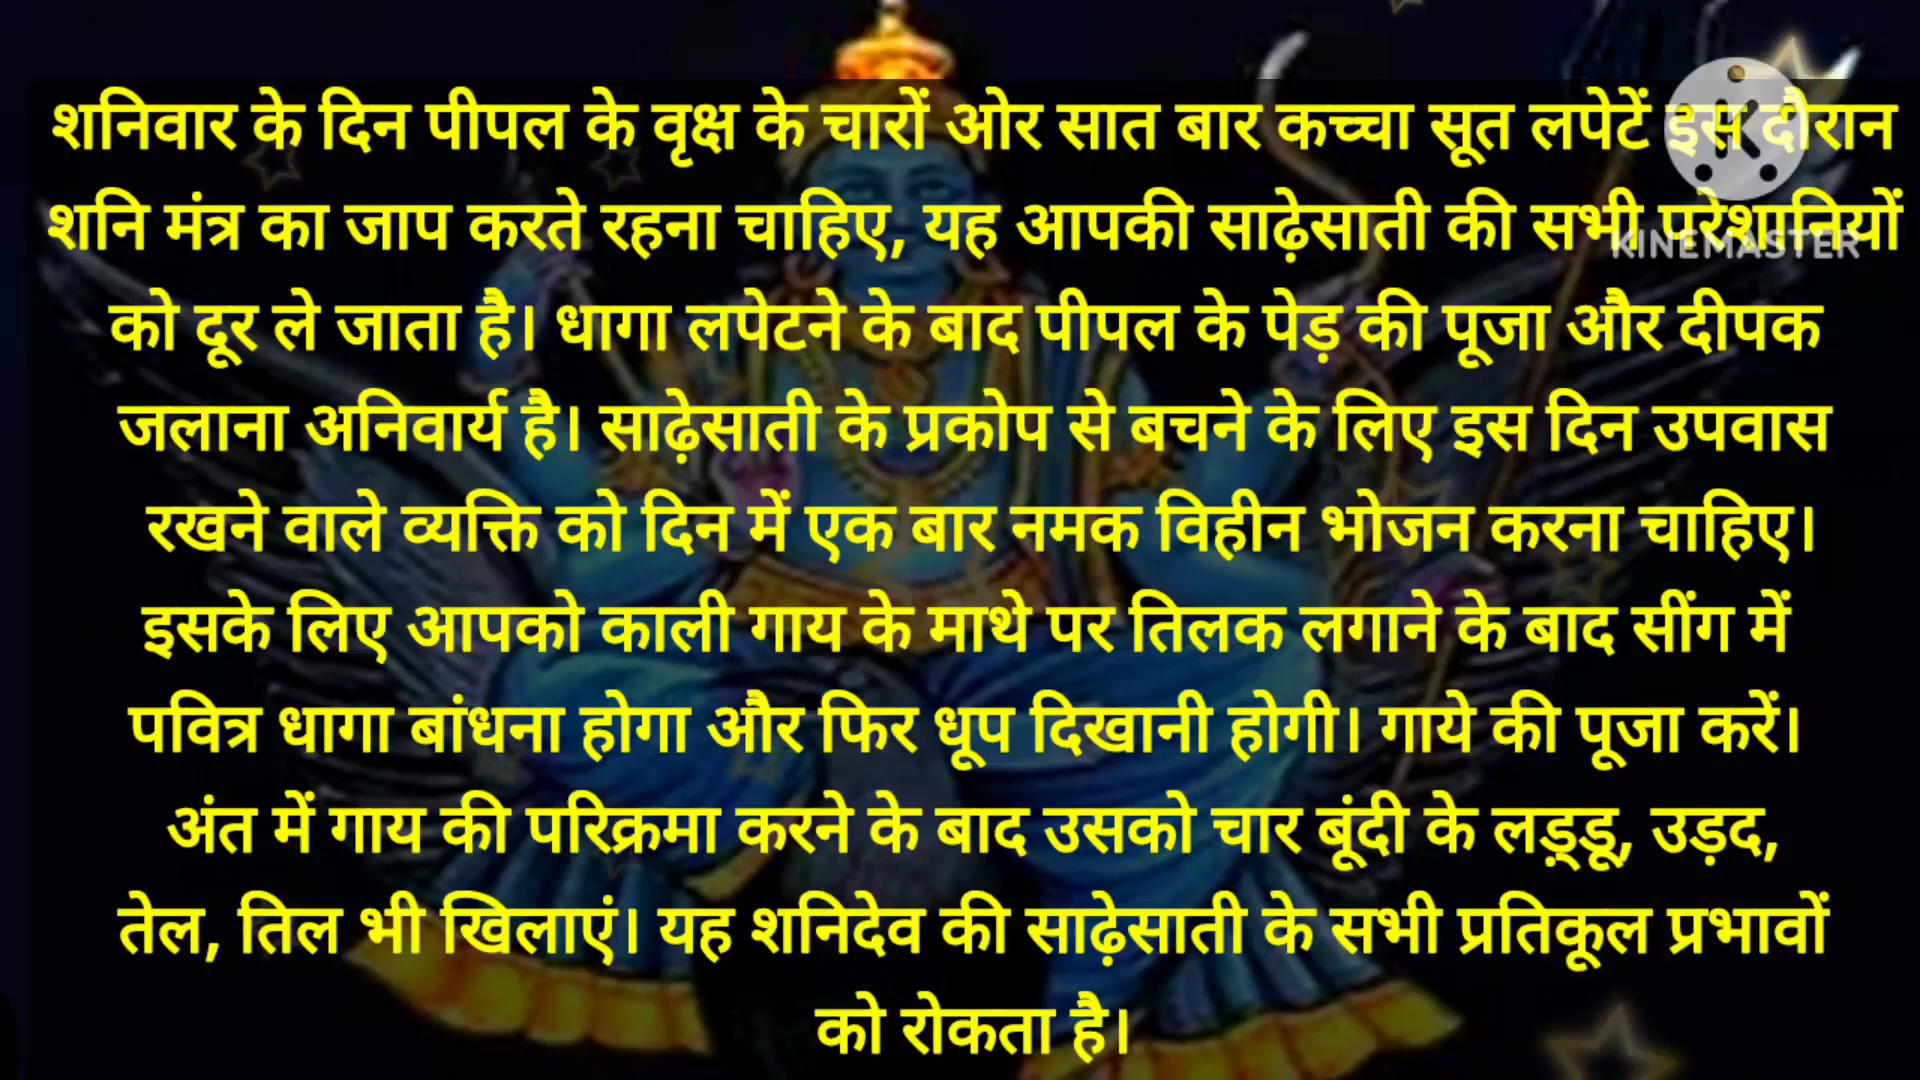 शनिवार के दिन पीपल के वृक्ष के चारों ओर सात बार कच्चा सूत लपेटें इस दौरान
शनि मंत्र का जाप करते रहना चाहिए, यह आपकी साढ़ेसाती की सभी परेशानियों
KINEMASTER
को दूर ले जाता है। धागा लपेटने के बाद पीपल के पेड़ की पूजा और दीपक
जलाना अनिवार्य है। साढ़ेसाती के प्रकोप से बचने के लिए इस दिन उपवास
रखने वाले व्यक्ति को दिन में एक बार नमक विहीन भोजन करना चाहिए।
इसके लिए आपको काली गाय के माथे पर तिलक लगाने के बाद सींग में
पवित्र धागा बांधना होगा और फिर धूप दिखानी होगी। गाये की पूजा करें।
अंत में गाय की परिक्रमा करने के बाद उसको चार बूंदी के लड़्डू, उड़द,
तेल, तिल भी खिलाएं। यह शनिदेव की साढ़ेसाती के सभी प्रतिकूल प्रभावों
को रोकता है।